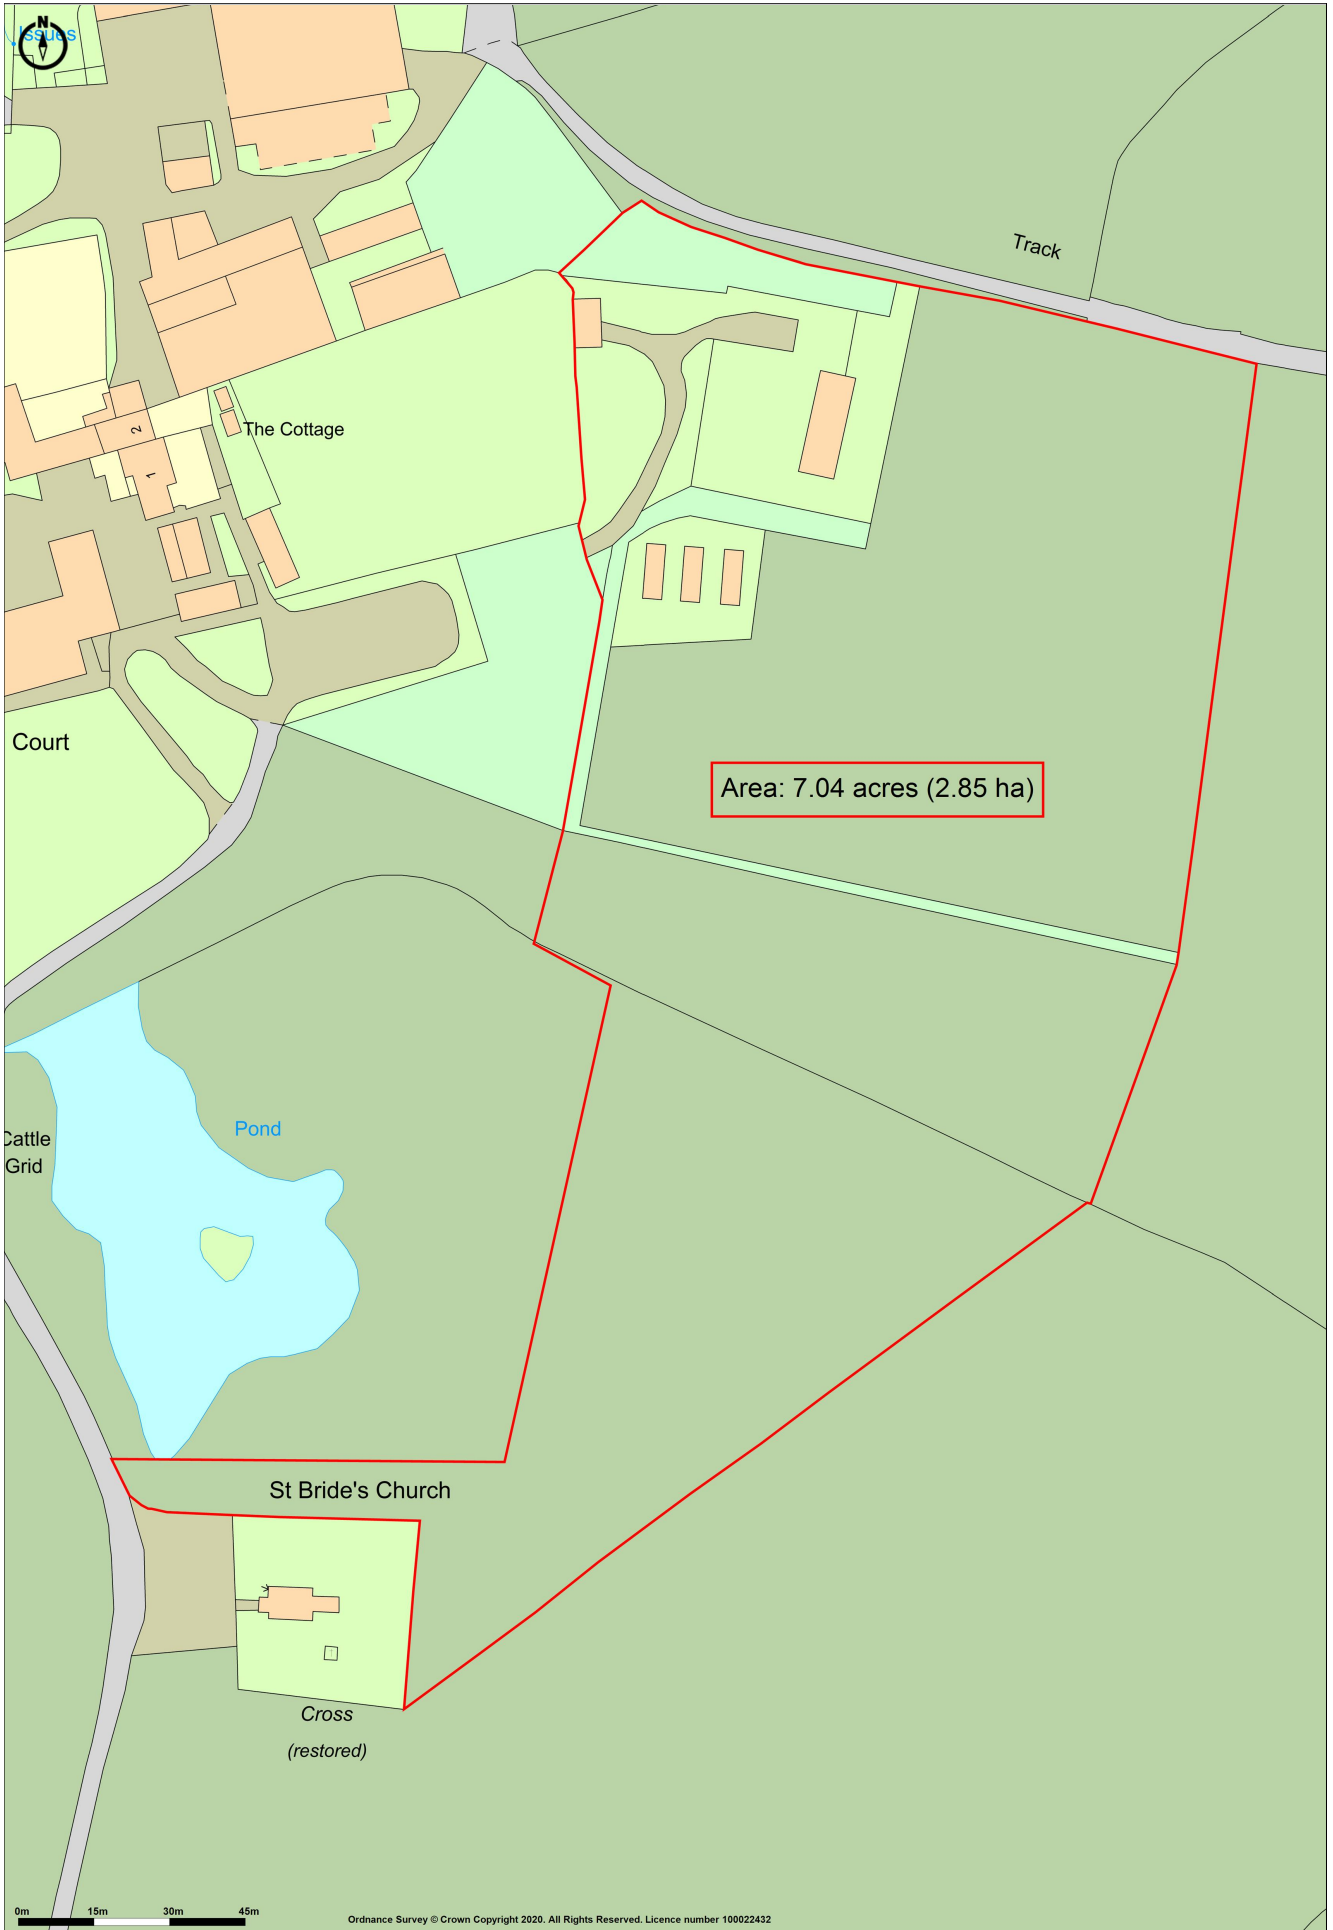 N
Issues
Track
2
The Cottage
1
Court
Area: 7.04 acres (2.85 ha)
Pond
Cattle
Grid
St Bride's Church
Cross
(restored)
0m 15m 30m 45m
Ordnance Survey © Crown Copyright 2020. All Rights Reserved. Licence number 100022432